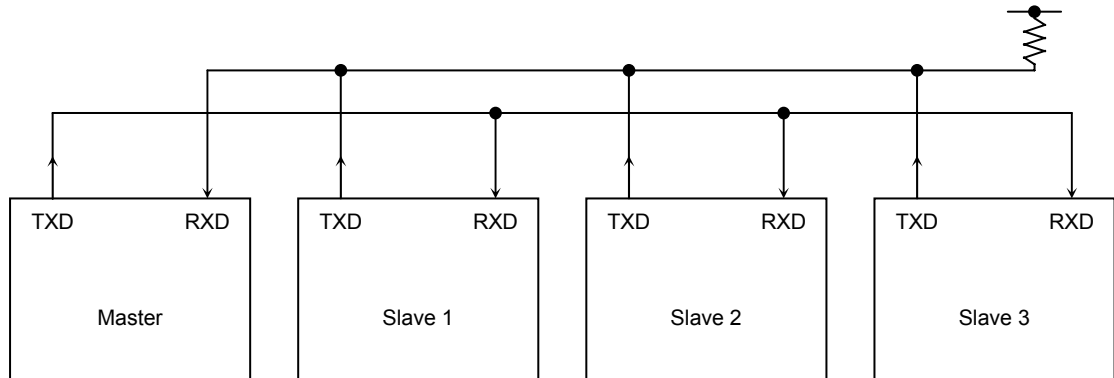 TXD RXD TXD RXD TXD RXD TXD RXD
Master Slave 1 Slave 2 Slave 3